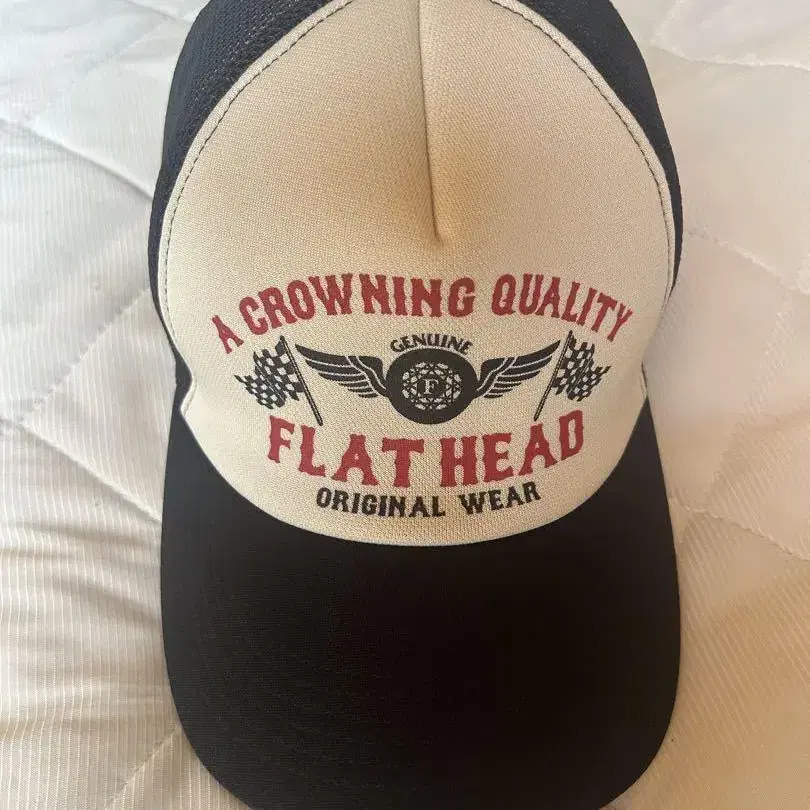 A CROWNING QUALITY
GENUINE
F
FLAT HEAD
ORIGINAL WEAR